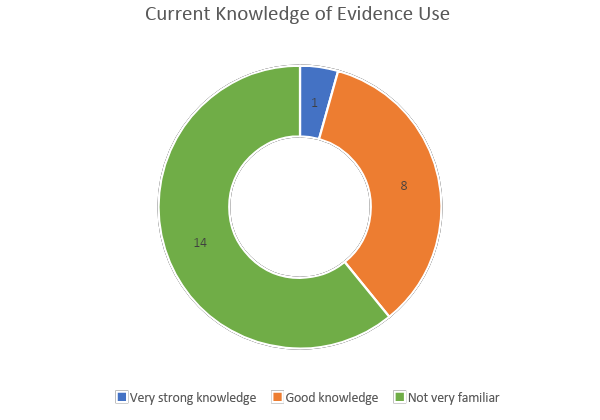 Current Knowledge of Evidence Use
1
8
14
Very strong knowledge Good knowledge Not very familiar